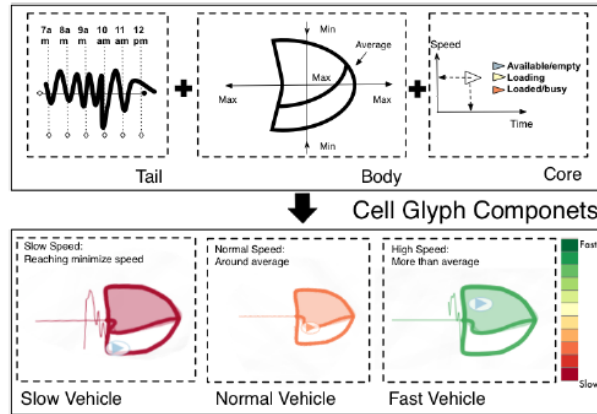 7a 8a 9a 10 11 12
m m m am am pm
Tail
Min
Average
Max
Max
Max
Min
Body
Speed
Available/empty
Loading
Loaded/busy
Time
Core
Cell Glyph Componets
Slow Speed:
Reaching minimize speed
Slow Vehicle
Normal Speed:
Around average
Normal Vehicle
High Speed:
More than average
Fast Vehicle
Fast
Slow